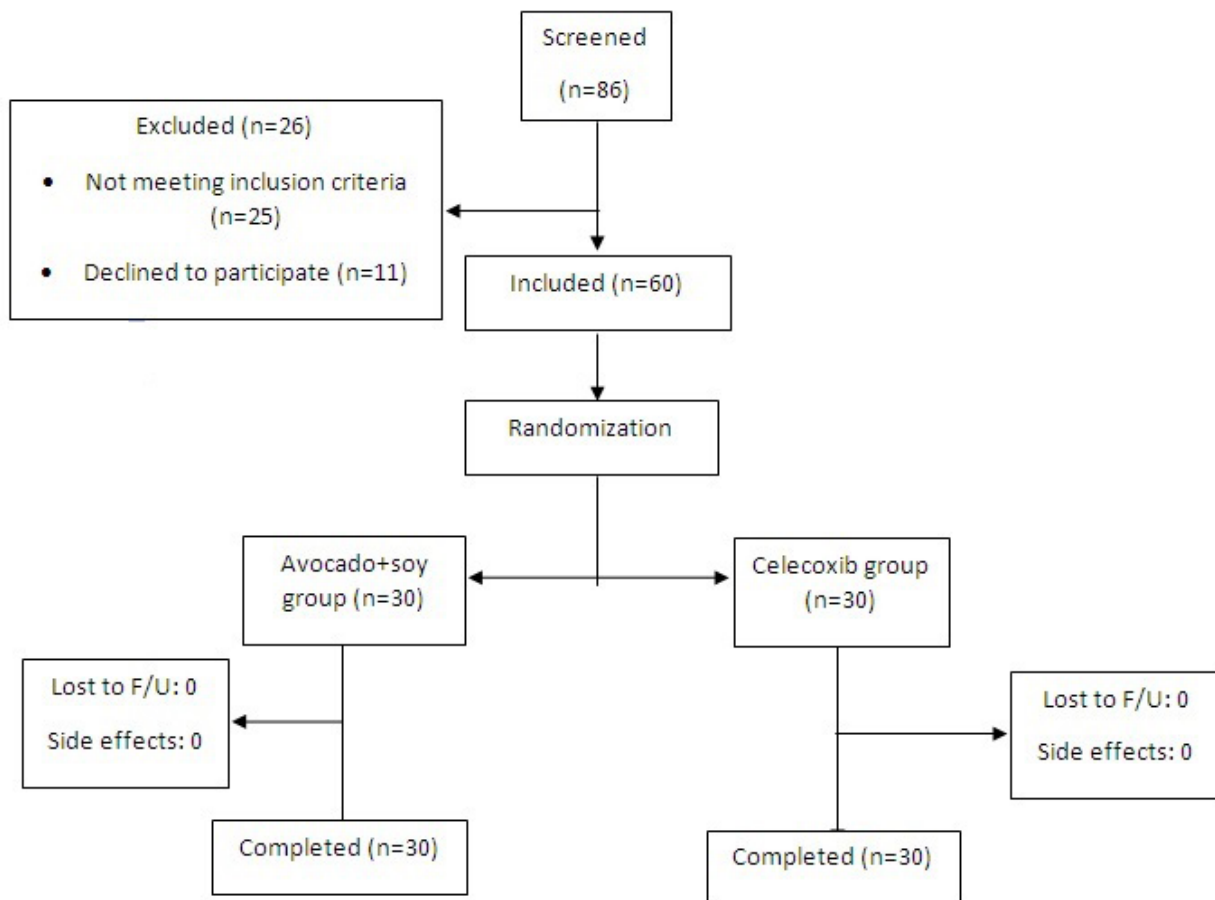 Screened
(n=86)
Excluded (n=26)
• Not meeting inclusion criteria
(n=25)
• Declined to participate (n=11)
Included (n=60)
Randomization
Avocado+soy
group (n=30)
Celecoxib group
(n=30)
Lost to F/U: 0
Side effects: 0
Lost to F/U: 0
Side effects: 0
Completed (n=30)
Completed (n=30)